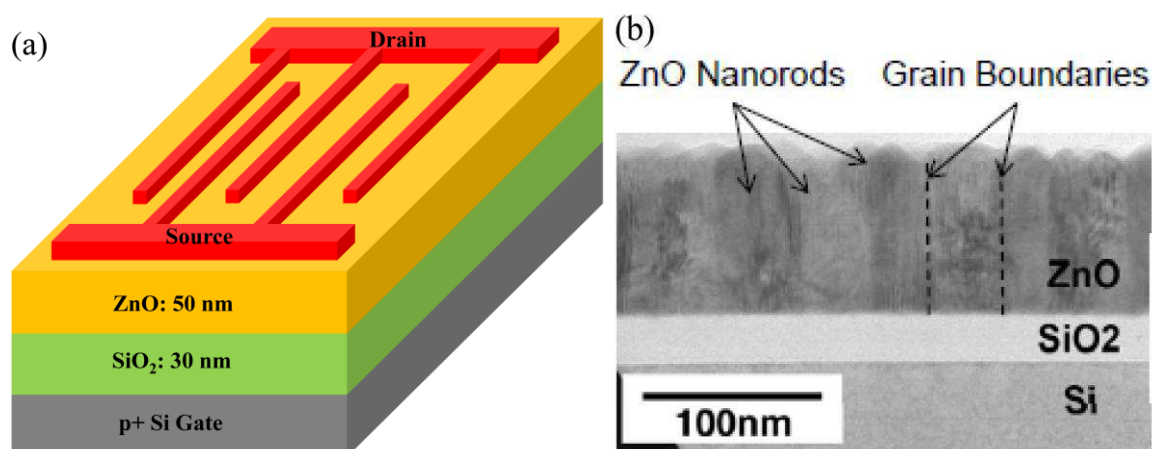 (a)
Drain
Source
ZnO: 50 nm
SiO₂: 30 nm
p+ Si Gate
(b)
ZnO Nanorods
Grain Boundaries
ZnO
SiO2
Si
100nm